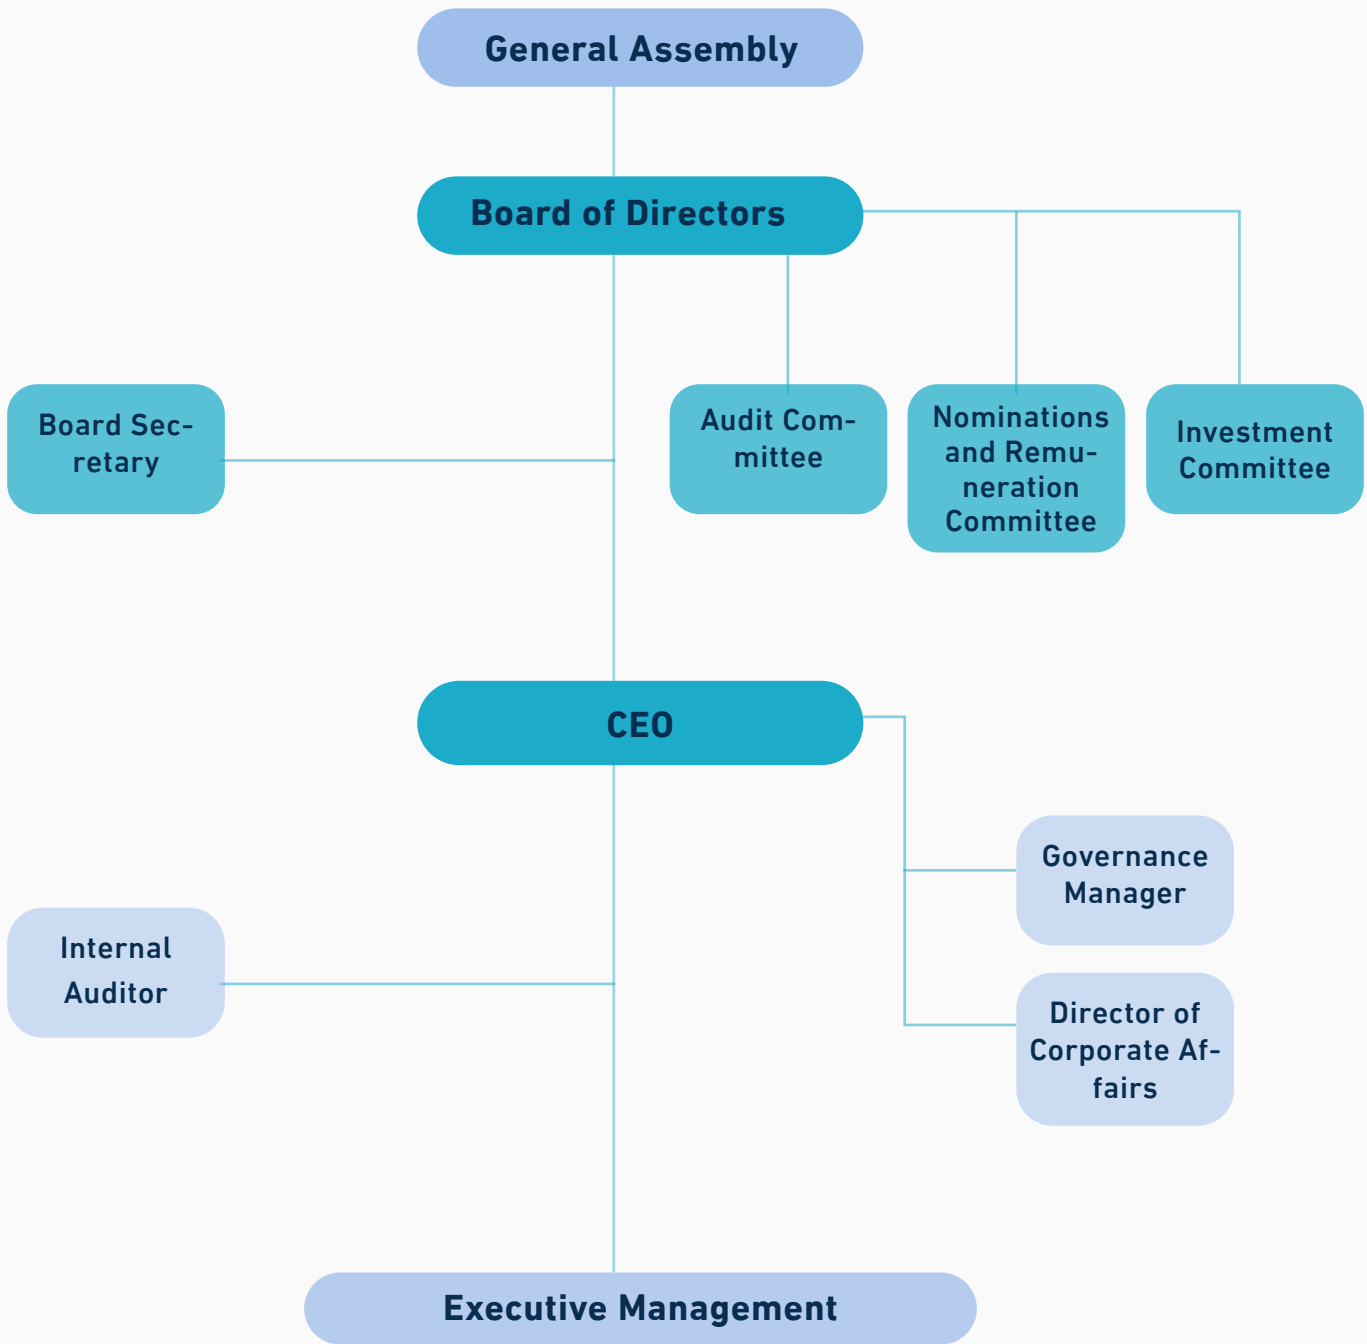 General Assembly
Board of Directors
Board Sec-
retary
Audit Com-
mittee
Nominations
and Remu-
neration
Committee
Investment
Committee
CEO
Governance
Manager
Internal
Auditor
Director of
Corporate Af-
fairs
Executive Management